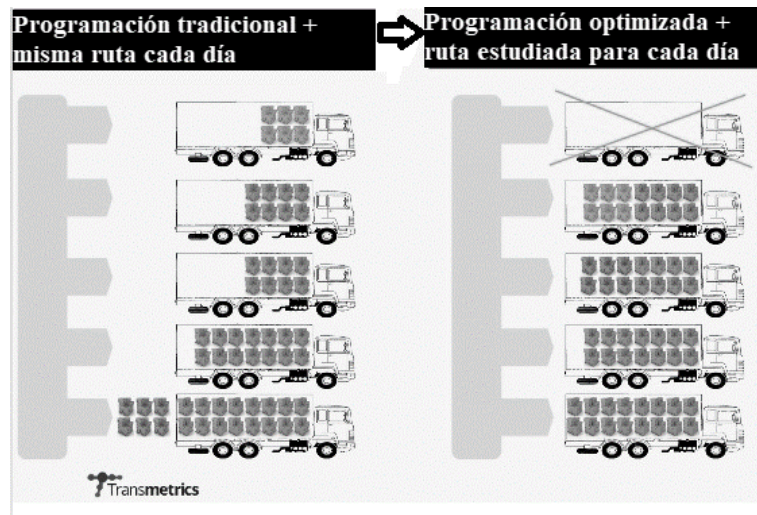 Programación tradicional +
misma ruta cada día
Programación optimizada +
ruta estudiada para cada día
Transmetrics